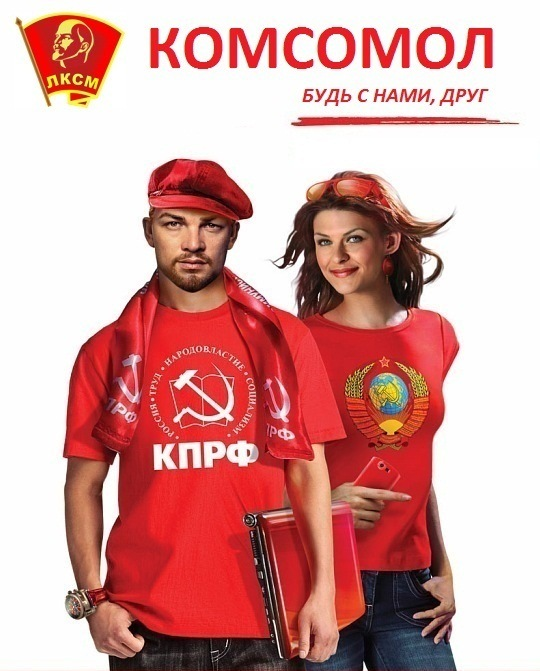 ЛКСМ
КОМСОМОЛ
БУДЬ С НАМИ, ДРУГ
РОССИЯ • ТРУД • НАРОДОВЛАСТИЕ • СОЦИАЛИЗМ •
КПРФ
КПРФ
КПРФ